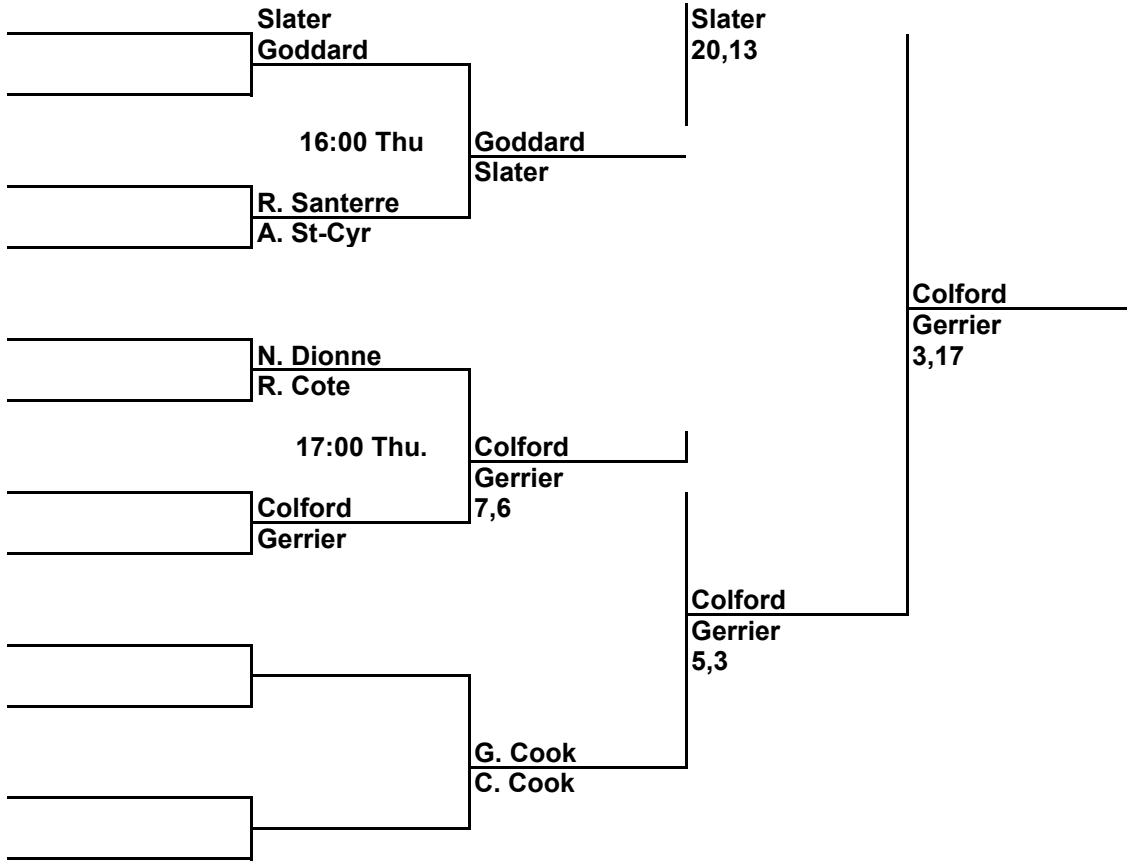 Slater
Goddard
16:00 Thu
R. Santerre
A. St-Cyr
N. Dionne
R. Cote
17:00 Thu.
Colford
Gerrier
Goddard
Slater
Colford
Gerrier
7,6
G. Cook
C. Cook
Slater
20,13
Colford
Gerrier
5,3
Colford
Gerrier
3,17